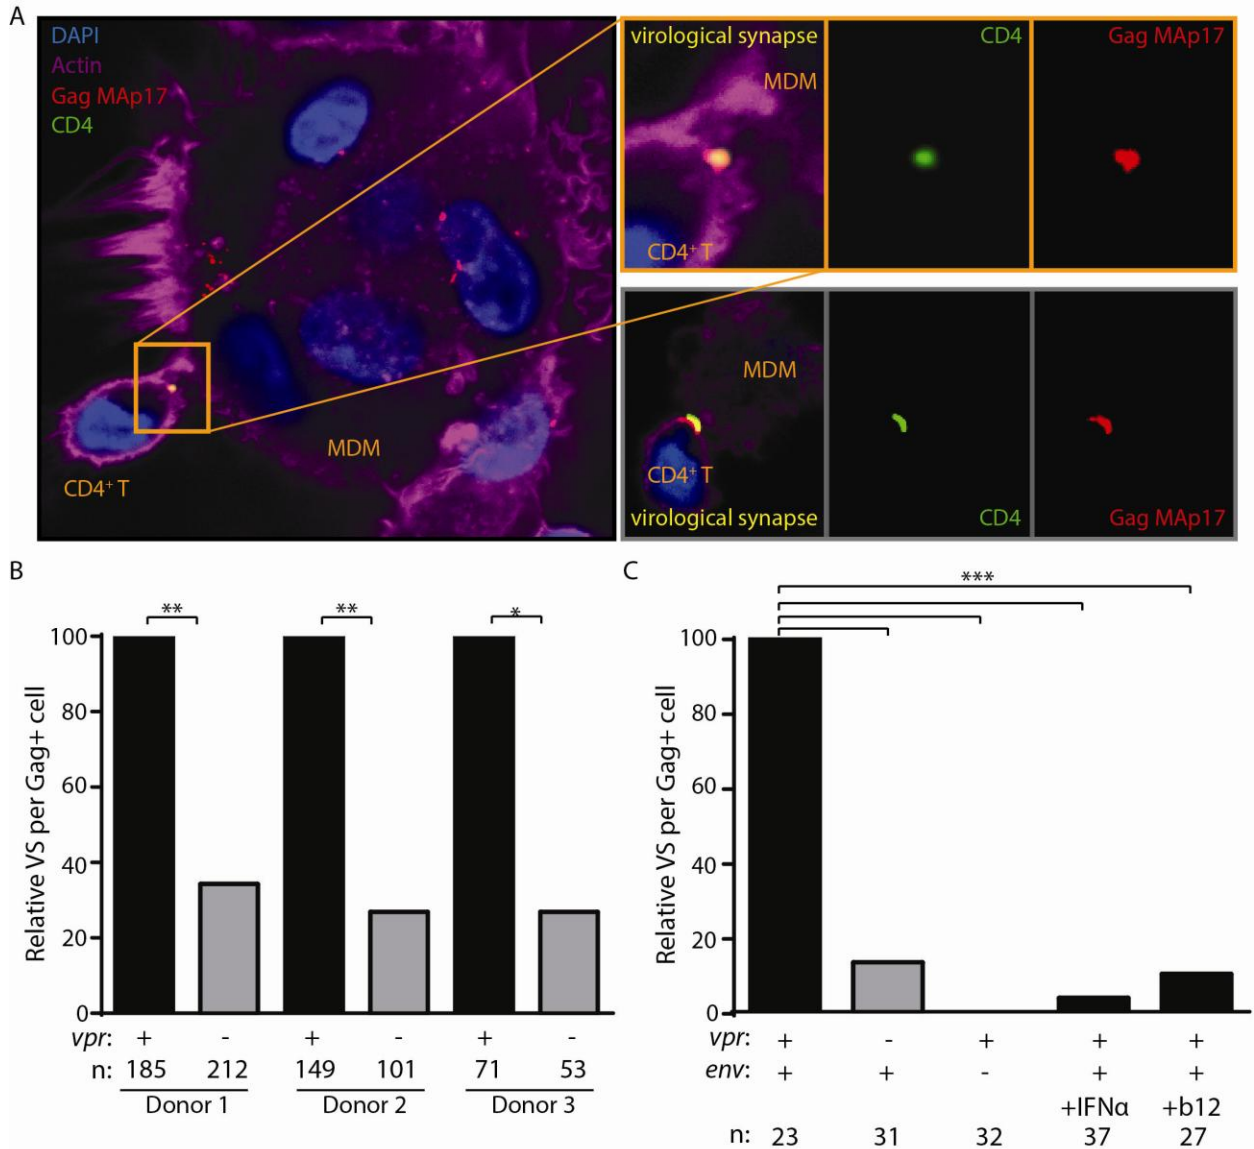 A
DAPI
Actin
Gag MAp17
CD4
MDM
CD4⁺ T
virological synapse
MDM
CD4⁺ T
CD4
Gag MAp17
MDM
CD4⁺ T
virological synapse
CD4
Gag MAp17
B
** ** *
Relative VS per Gag+ cell
100
80
60
40
20
0
vpr: + - + - + -
n: 185 212 149 101 71 53
Donor 1 Donor 2 Donor 3
C
***
Relative VS per Gag+ cell
100
80
60
40
20
0
vpr: + - + + +
env: + + - + +
+IFNα +b12
n: 23 31 32 37 27